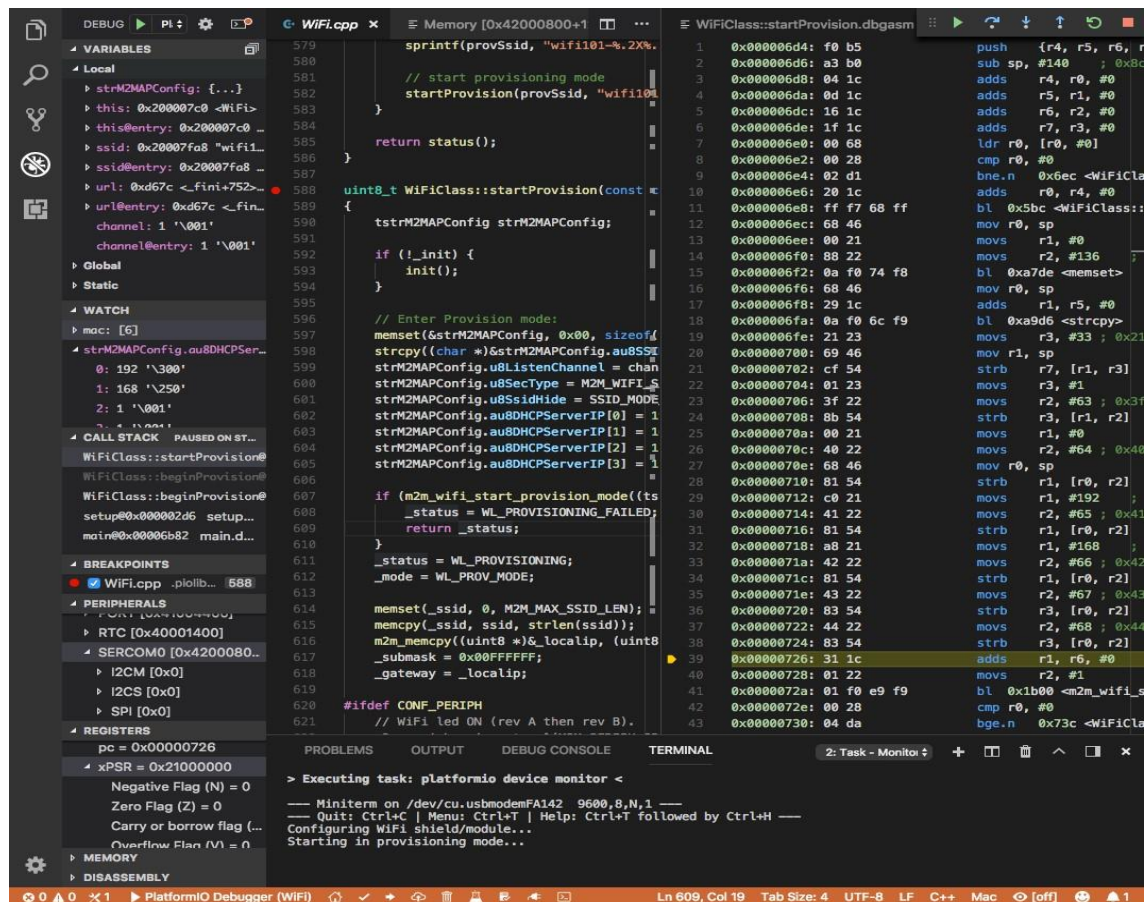 DEBUG
VARIABLES
Local
strM2MAPConfig: {...}
this: 0x200007c0 <WiFi>
this@entry: 0x200007c0 …
ssid: 0x20007fa8 "wifi1…
ssid@entry: 0x20007fa8 …
url: 0xd67c <_fini+752>…
url@entry: 0xd67c <_fin…
channel: 1 '\001'
channel@entry: 1 '\001'
Global
Static
WATCH
mac: [6]
strM2MAPConfig.au8DHCPSer…
0: 192 '\300'
1: 168 '\250'
2: 1 '\001'
CALL STACK PAUSED ON ST…
WiFiClass::startProvision@
WiFiClass::beginProvision@
WiFiClass::beginProvision@
setup@0x000002d6 setup…
main@0x00006b82 main.d…
BREAKPOINTS
WiFi.cpp .piolib… 588
PERIPHERALS
RTC [0x40001400]
SERCOM0 [0x4200080…
I2CM [0x0]
I2CS [0x0]
SPI [0x0]
REGISTERS
pc = 0x00000726
xPSR = 0x21000000
Negative Flag (N) = 0
Zero Flag (Z) = 0
Carry or borrow flag (…
Overflow Flag (V) = 0
MEMORY
DISASSEMBLY
WiFi.cpp
Memory [0x42000800+1
579 sprintf(provSsid, "wifi101-%.2X%.
580
581 // start provisioning mode
582 startProvision(provSsid, "wifi101
583 }
584
585 return status();
586 }
587
588 uint8_t WiFiClass::startProvision(const c
589 {
590 tstrM2MAPConfig strM2MAPConfig;
591
592 if (!_init) {
593 init();
594 }
595
596 // Enter Provision mode:
597 memset(&strM2MAPConfig, 0x00, sizeof(
598 strcpy((char *)&strM2MAPConfig.au8SSI
599 strM2MAPConfig.u8ListenChannel = chan
600 strM2MAPConfig.u8SecType = M2M_WIFI_S
601 strM2MAPConfig.u8SsidHide = SSID_MODE
602 strM2MAPConfig.au8DHCPServerIP[0] = 1
603 strM2MAPConfig.au8DHCPServerIP[1] = 1
604 strM2MAPConfig.au8DHCPServerIP[2] = 1
605 strM2MAPConfig.au8DHCPServerIP[3] = 1
606
607 if (m2m_wifi_start_provision_mode((ts
608 _status = WL_PROVISIONING_FAILED;
609 return _status;
610 }
611 _status = WL_PROVISIONING;
612 _mode = WL_PROV_MODE;
613
614 memset(_ssid, 0, M2M_MAX_SSID_LEN);
615 memcpy(_ssid, ssid, strlen(ssid));
616 m2m_memcpy((uint8 *)&_localip, (uint8
617 _submask = 0x00FFFFFF;
618 _gateway = _localip;
619
620 #ifdef CONF_PERIPH
621 // WiFi led ON (rev A then rev B).
WiFiClass::startProvision.dbgasm
1 0x000006d4: f0 b5 push {r4, r5, r6, r
2 0x000006d6: a3 b0 sub sp, #140 ; 0x8c
3 0x000006d8: 04 1c adds r4, r0, #0
4 0x000006da: 0d 1c adds r5, r1, #0
5 0x000006dc: 16 1c adds r6, r2, #0
6 0x000006de: 1f 1c adds r7, r3, #0
7 0x000006e0: 00 68 ldr r0, [r0, #0]
8 0x000006e2: 00 28 cmp r0, #0
9 0x000006e4: 02 d1 bne.n 0x6ec <WiFiCla
10 0x000006e6: 20 1c adds r0, r4, #0
11 0x000006e8: ff f7 68 ff bl 0x5bc <WiFiClass::
12 0x000006ec: 68 46 mov r0, sp
13 0x000006ee: 00 21 movs r1, #0
14 0x000006f0: 88 22 movs r2, #136 ;
15 0x000006f2: 0a f0 74 f8 bl 0xa7de <memset>
16 0x000006f6: 68 46 mov r0, sp
17 0x000006f8: 29 1c adds r1, r5, #0
18 0x000006fa: 0a f0 6c f9 bl 0xa9d6 <strcpy>
19 0x000006fe: 21 23 movs r3, #33 ; 0x21
20 0x00000700: 69 46 mov r1, sp
21 0x00000702: cf 54 strb r7, [r1, r3]
22 0x00000704: 01 23 movs r3, #1
23 0x00000706: 3f 22 movs r2, #63 ; 0x3f
24 0x00000708: 8b 54 strb r3, [r1, r2]
25 0x0000070a: 00 21 movs r1, #0
26 0x0000070c: 40 22 movs r2, #64 ; 0x40
27 0x0000070e: 68 46 mov r0, sp
28 0x00000710: 81 54 strb r1, [r0, r2]
29 0x00000712: c0 21 movs r1, #192 ;
30 0x00000714: 41 22 movs r2, #65 ; 0x41
31 0x00000716: 81 54 strb r1, [r0, r2]
32 0x00000718: a8 21 movs r1, #168 ;
33 0x0000071a: 42 22 movs r2, #66 ; 0x42
34 0x0000071c: 81 54 strb r1, [r0, r2]
35 0x0000071e: 43 22 movs r2, #67 ; 0x43
36 0x00000720: 83 54 strb r3, [r0, r2]
37 0x00000722: 44 22 movs r2, #68 ; 0x44
38 0x00000724: 83 54 strb r3, [r0, r2]
39 0x00000726: 31 1c adds r1, r6, #0
40 0x00000728: 01 22 movs r2, #1
41 0x0000072a: 01 f0 e9 f9 bl 0x1b00 <m2m_wifi_s
42 0x0000072e: 00 28 cmp r0, #0
43 0x00000730: 04 da bge.n 0x73c <WiFiCla
PROBLEMS OUTPUT DEBUG CONSOLE TERMINAL 2: Task - Monitor
> Executing task: platformio device monitor <
--- Miniterm on /dev/cu.usbmodemFA142 9600,8,N,1 ---
--- Quit: Ctrl+C | Menu: Ctrl+T | Help: Ctrl+T followed by Ctrl+H ---
Configuring WiFi shield/module...
Starting in provisioning mode...
0 0 1 PlatformIO Debugger (WiFi) Ln 609, Col 19 Tab Size: 4 UTF-8 LF C++ Mac [off] 1